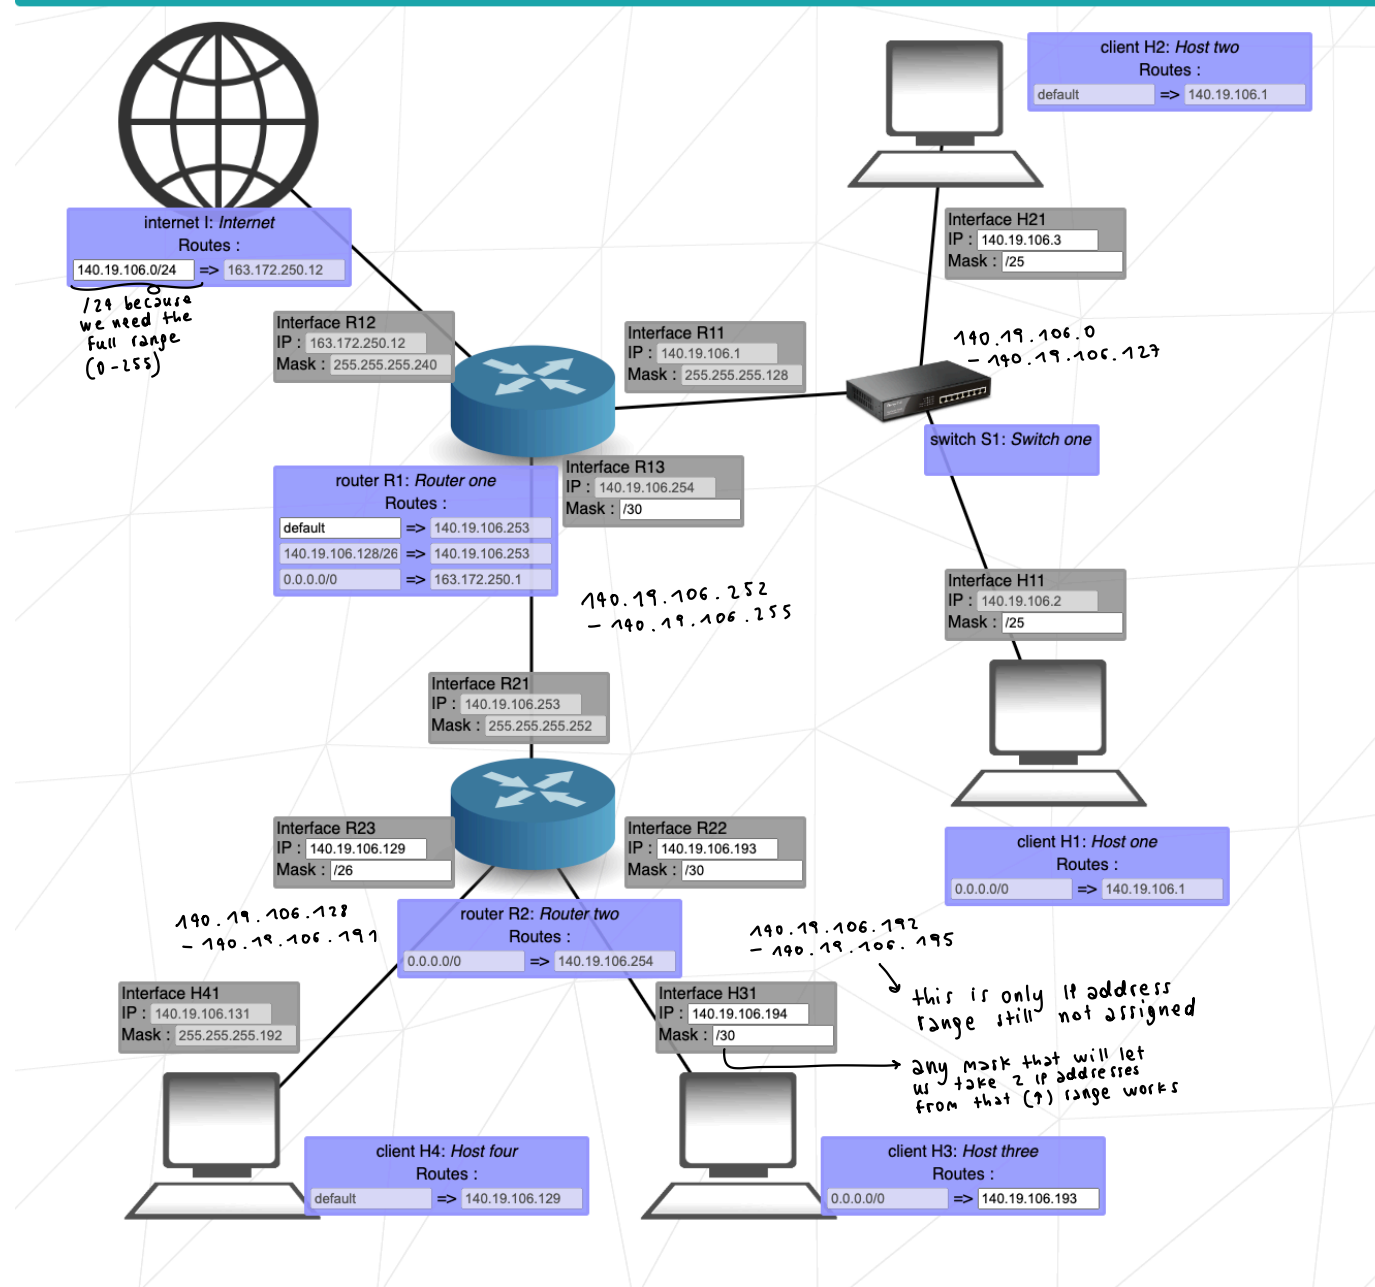 client H2: Host two
Routes :
default => 140.19.106.1
Interface H21
IP : 140.19.106.3
Mask : /25
internet I: Internet
Routes :
140.19.106.0/24 => 163.172.250.12
/24 because
we need the
full range
(0-255)
Interface R12
IP : 163.172.250.12
Mask : 255.255.255.240
Interface R11
IP : 140.19.106.1
Mask : 255.255.255.128
140.19.106.0
- 140.19.106.127
switch S1: Switch one
Interface R13
IP : 140.19.106.254
Mask : /30
router R1: Router one
Routes :
default => 140.19.106.253
140.19.106.128/26 => 140.19.106.253
0.0.0.0/0 => 163.172.250.1
140.19.106.252
- 140.19.106.255
Interface H11
IP : 140.19.106.2
Mask : /25
Interface R21
IP : 140.19.106.253
Mask : 255.255.255.252
Interface R23
IP : 140.19.106.129
Mask : /26
Interface R22
IP : 140.19.106.193
Mask : /30
client H1: Host one
Routes :
0.0.0.0/0 => 140.19.106.1
140.19.106.128
- 140.19.106.191
router R2: Router two
Routes :
0.0.0.0/0 => 140.19.106.254
140.19.106.192
- 140.19.106.195
this is only IP address
range still not assigned
Interface H41
IP : 140.19.106.131
Mask : 255.255.255.192
Interface H31
IP : 140.19.106.194
Mask : /30
any mask that will let
us take 2 IP addresses
from that (↑) range works
client H4: Host four
Routes :
default => 140.19.106.129
client H3: Host three
Routes :
0.0.0.0/0 => 140.19.106.193